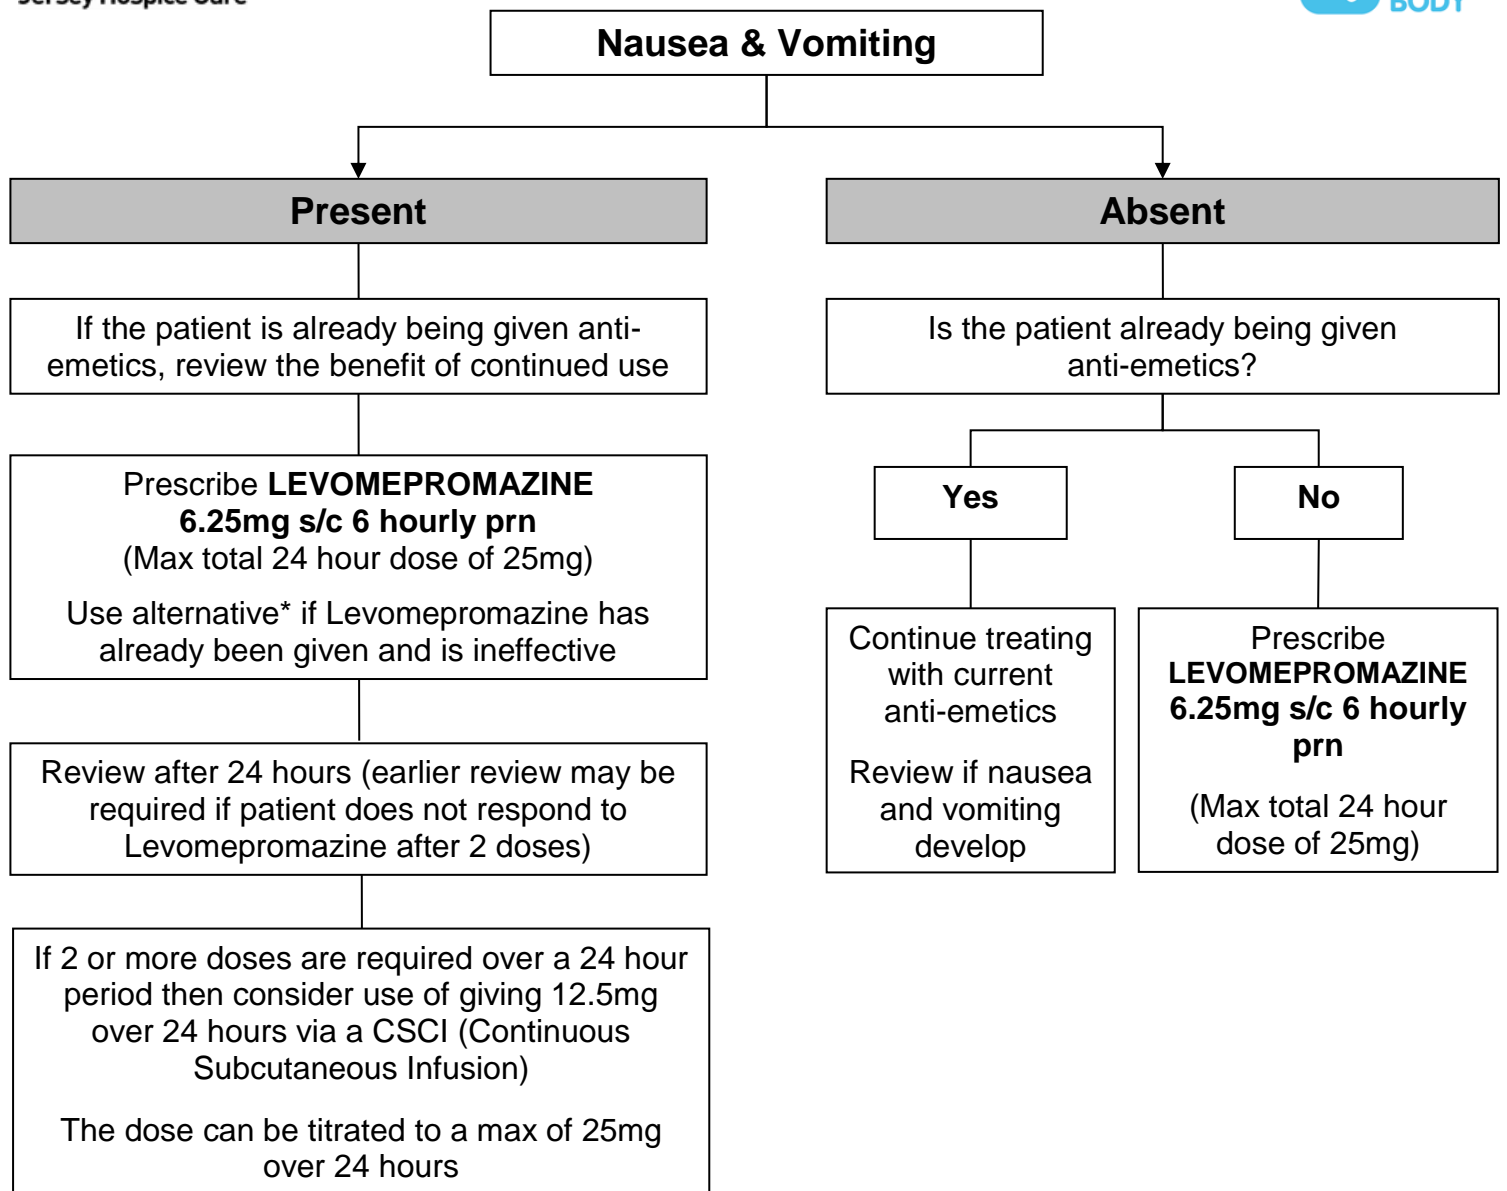 Jersey Hospice Care
BODY
Nausea & Vomiting
Present
If the patient is already being given anti-
emetics, review the benefit of continued use
Prescribe LEVOMEPROMAZINE
6.25mg s/c 6 hourly prn
(Max total 24 hour dose of 25mg)
Use alternative* if Levomepromazine has
already been given and is ineffective
Review after 24 hours (earlier review may be
required if patient does not respond to
Levomepromazine after 2 doses)
If 2 or more doses are required over a 24 hour
period then consider use of giving 12.5mg
over 24 hours via a CSCI (Continuous
Subcutaneous Infusion)
The dose can be titrated to a max of 25mg
over 24 hours
Absent
Is the patient already being given
anti-emetics?
Yes
Continue treating
with current
anti-emetics
Review if nausea
and vomiting
develop
No
Prescribe
LEVOMEPROMAZINE
6.25mg s/c 6 hourly
prn
(Max total 24 hour
dose of 25mg)